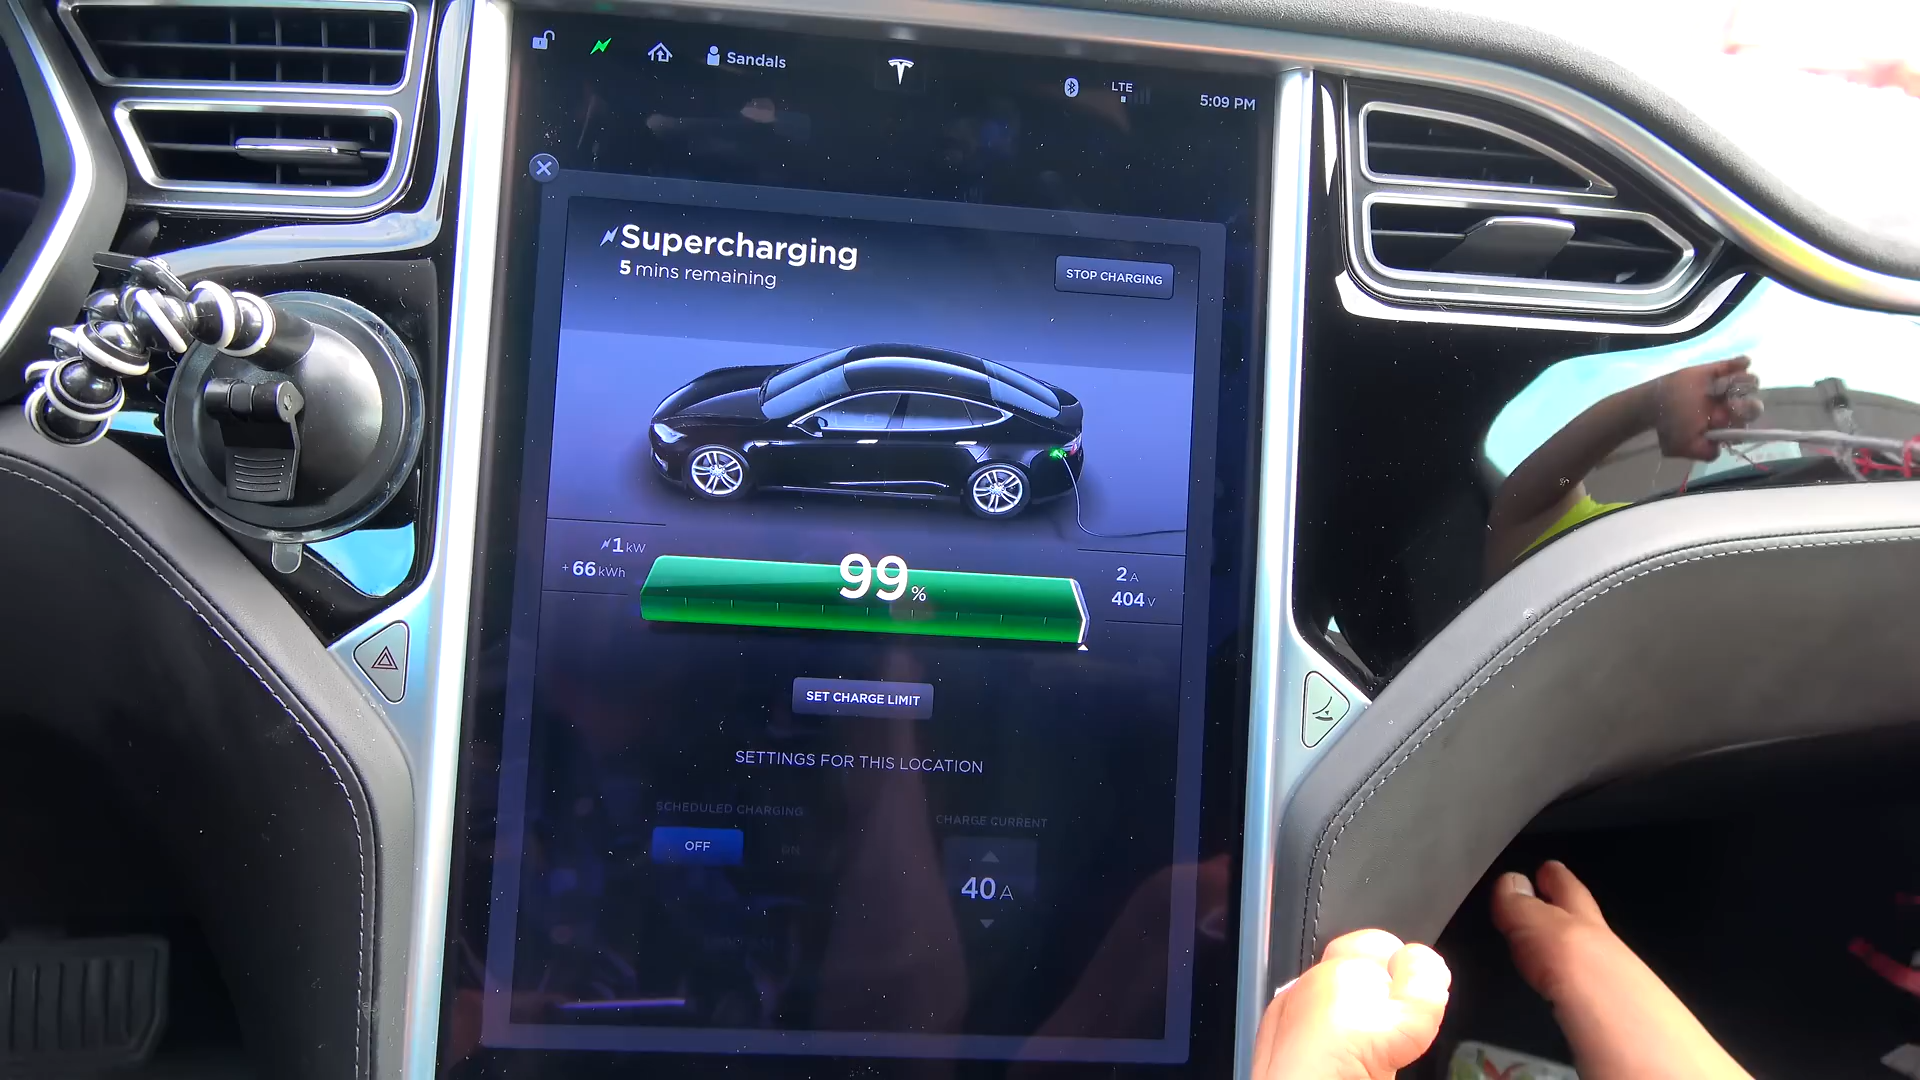 Sandals
LTE
5:09 PM
Supercharging
5 mins remaining
STOP CHARGING
1 kW
+ 66 kWh
99 %
2 A
404 V
SET CHARGE LIMIT
SETTINGS FOR THIS LOCATION
SCHEDULED CHARGING
OFF
CHARGE CURRENT
40 A